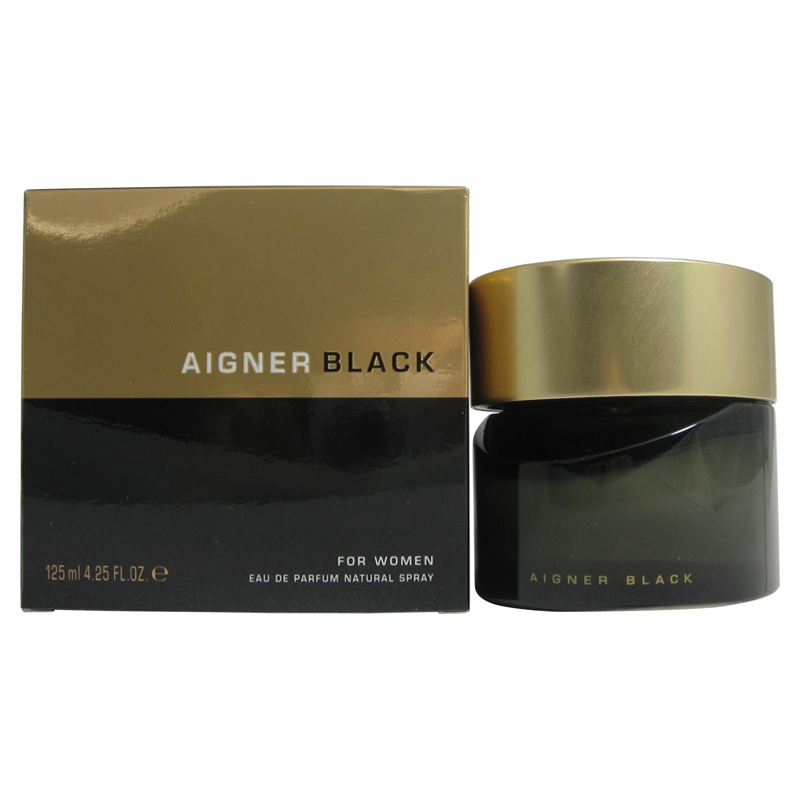 AIGNER BLACK
FOR WOMEN
125 ml 4.25 FL.OZ. ℮
EAU DE PARFUM NATURAL SPRAY
AIGNER BLACK